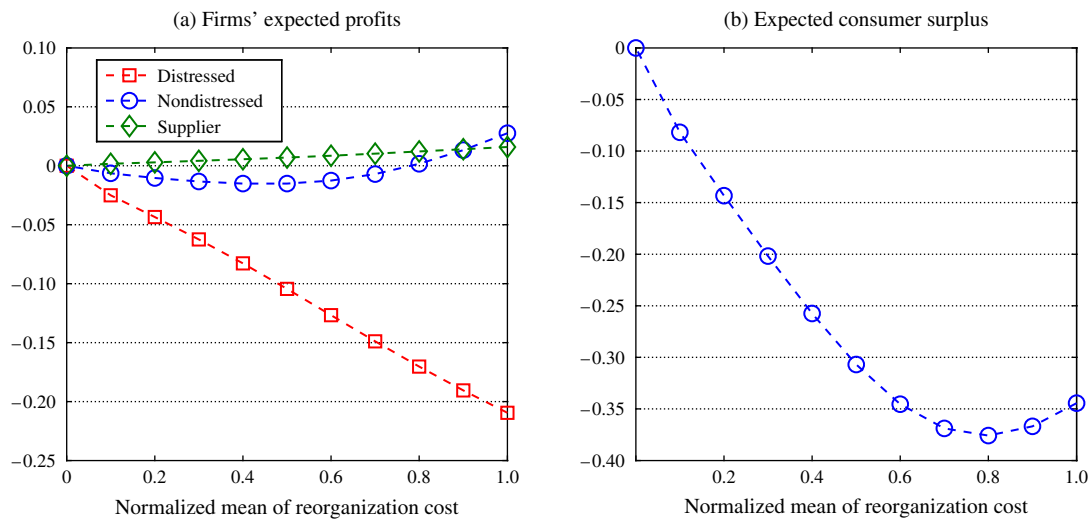 (a) Firms’ expected profits
0.10
0.05
0
−0.05
−0.10
−0.15
−0.20
−0.25
Distressed
Nondistressed
Supplier
0 0.2 0.4 0.6 0.8 1.0
Normalized mean of reorganization cost
(b) Expected consumer surplus
0
−0.05
−0.10
−0.15
−0.20
−0.25
−0.30
−0.35
−0.40
0.2 0.4 0.6 0.8 1.0
Normalized mean of reorganization cost